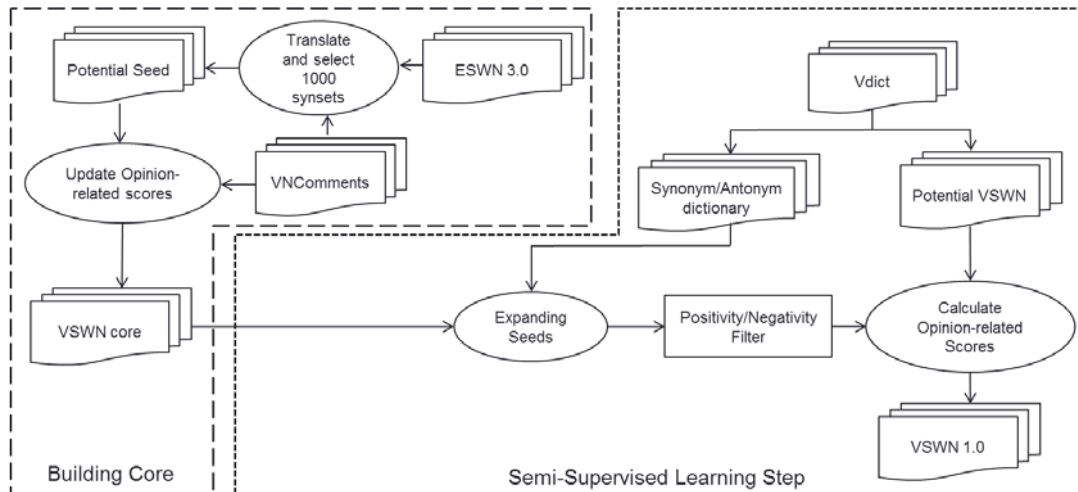 Translate
and select
1000
synsets
Potential Seed
ESWN 3.0
Vdict
Update Opinion-
related scores
VNComments
Synonym/Antonym
dictionary
Potential VSWN
VSWN core
Expanding
Seeds
Positivity/Negativity
Filter
Calculate
Opinion-related
Scores
VSWN 1.0
Building Core
Semi-Supervised Learning Step